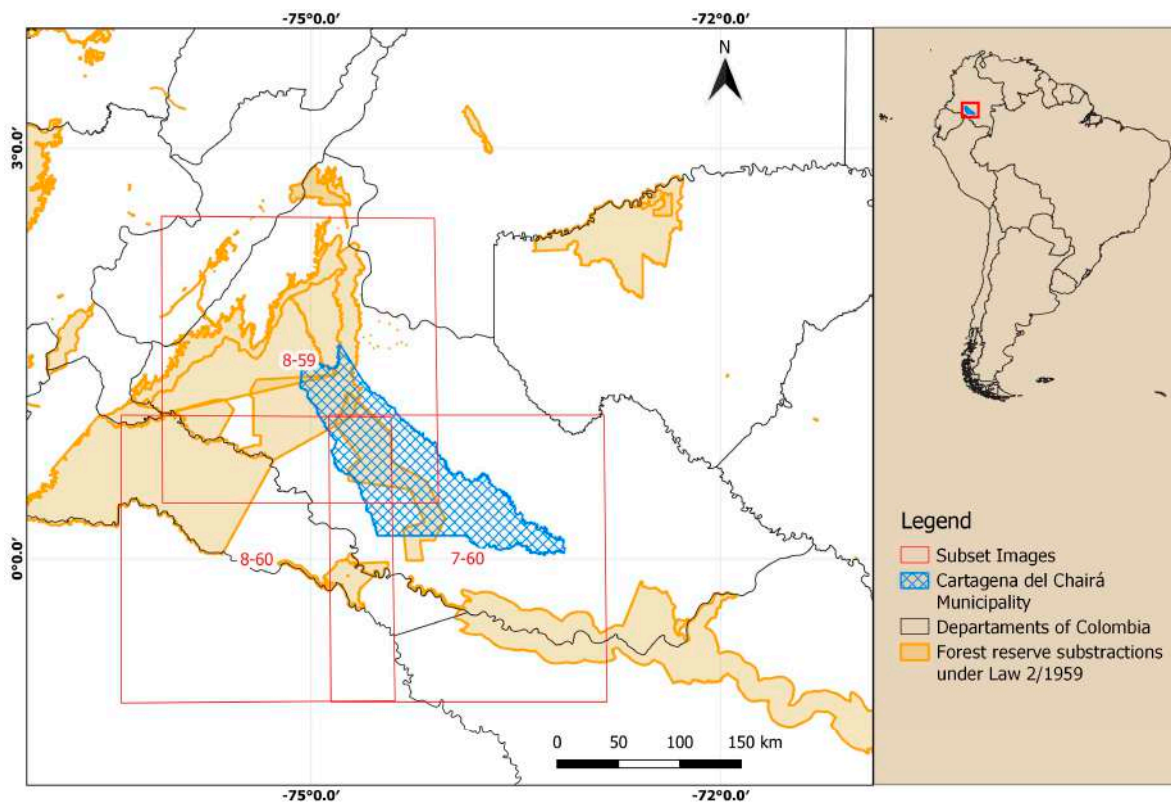 -75°0.0′
-72°0.0′
N
3°0.0′
8-59
0°0.0′
8-60
7-60
0 50 100 150 km
-75°0.0′
-72°0.0′
Legend
Subset Images
Cartagena del Chairá
Municipality
Departaments of Colombia
Forest reserve substractions
under Law 2/1959